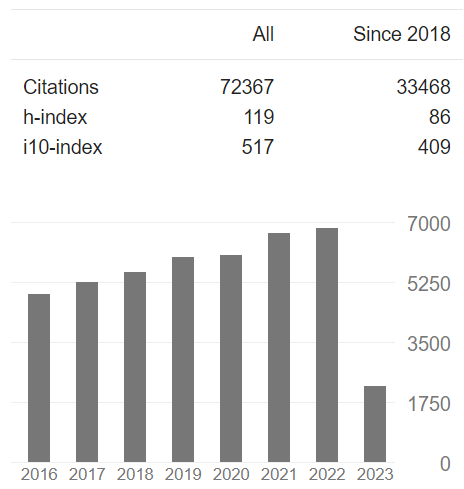 All Since 2018
Citations 72367 33468
h-index 119 86
i10-index 517 409
7000
5250
3500
1750
0
2016 2017 2018 2019 2020 2021 2022 2023